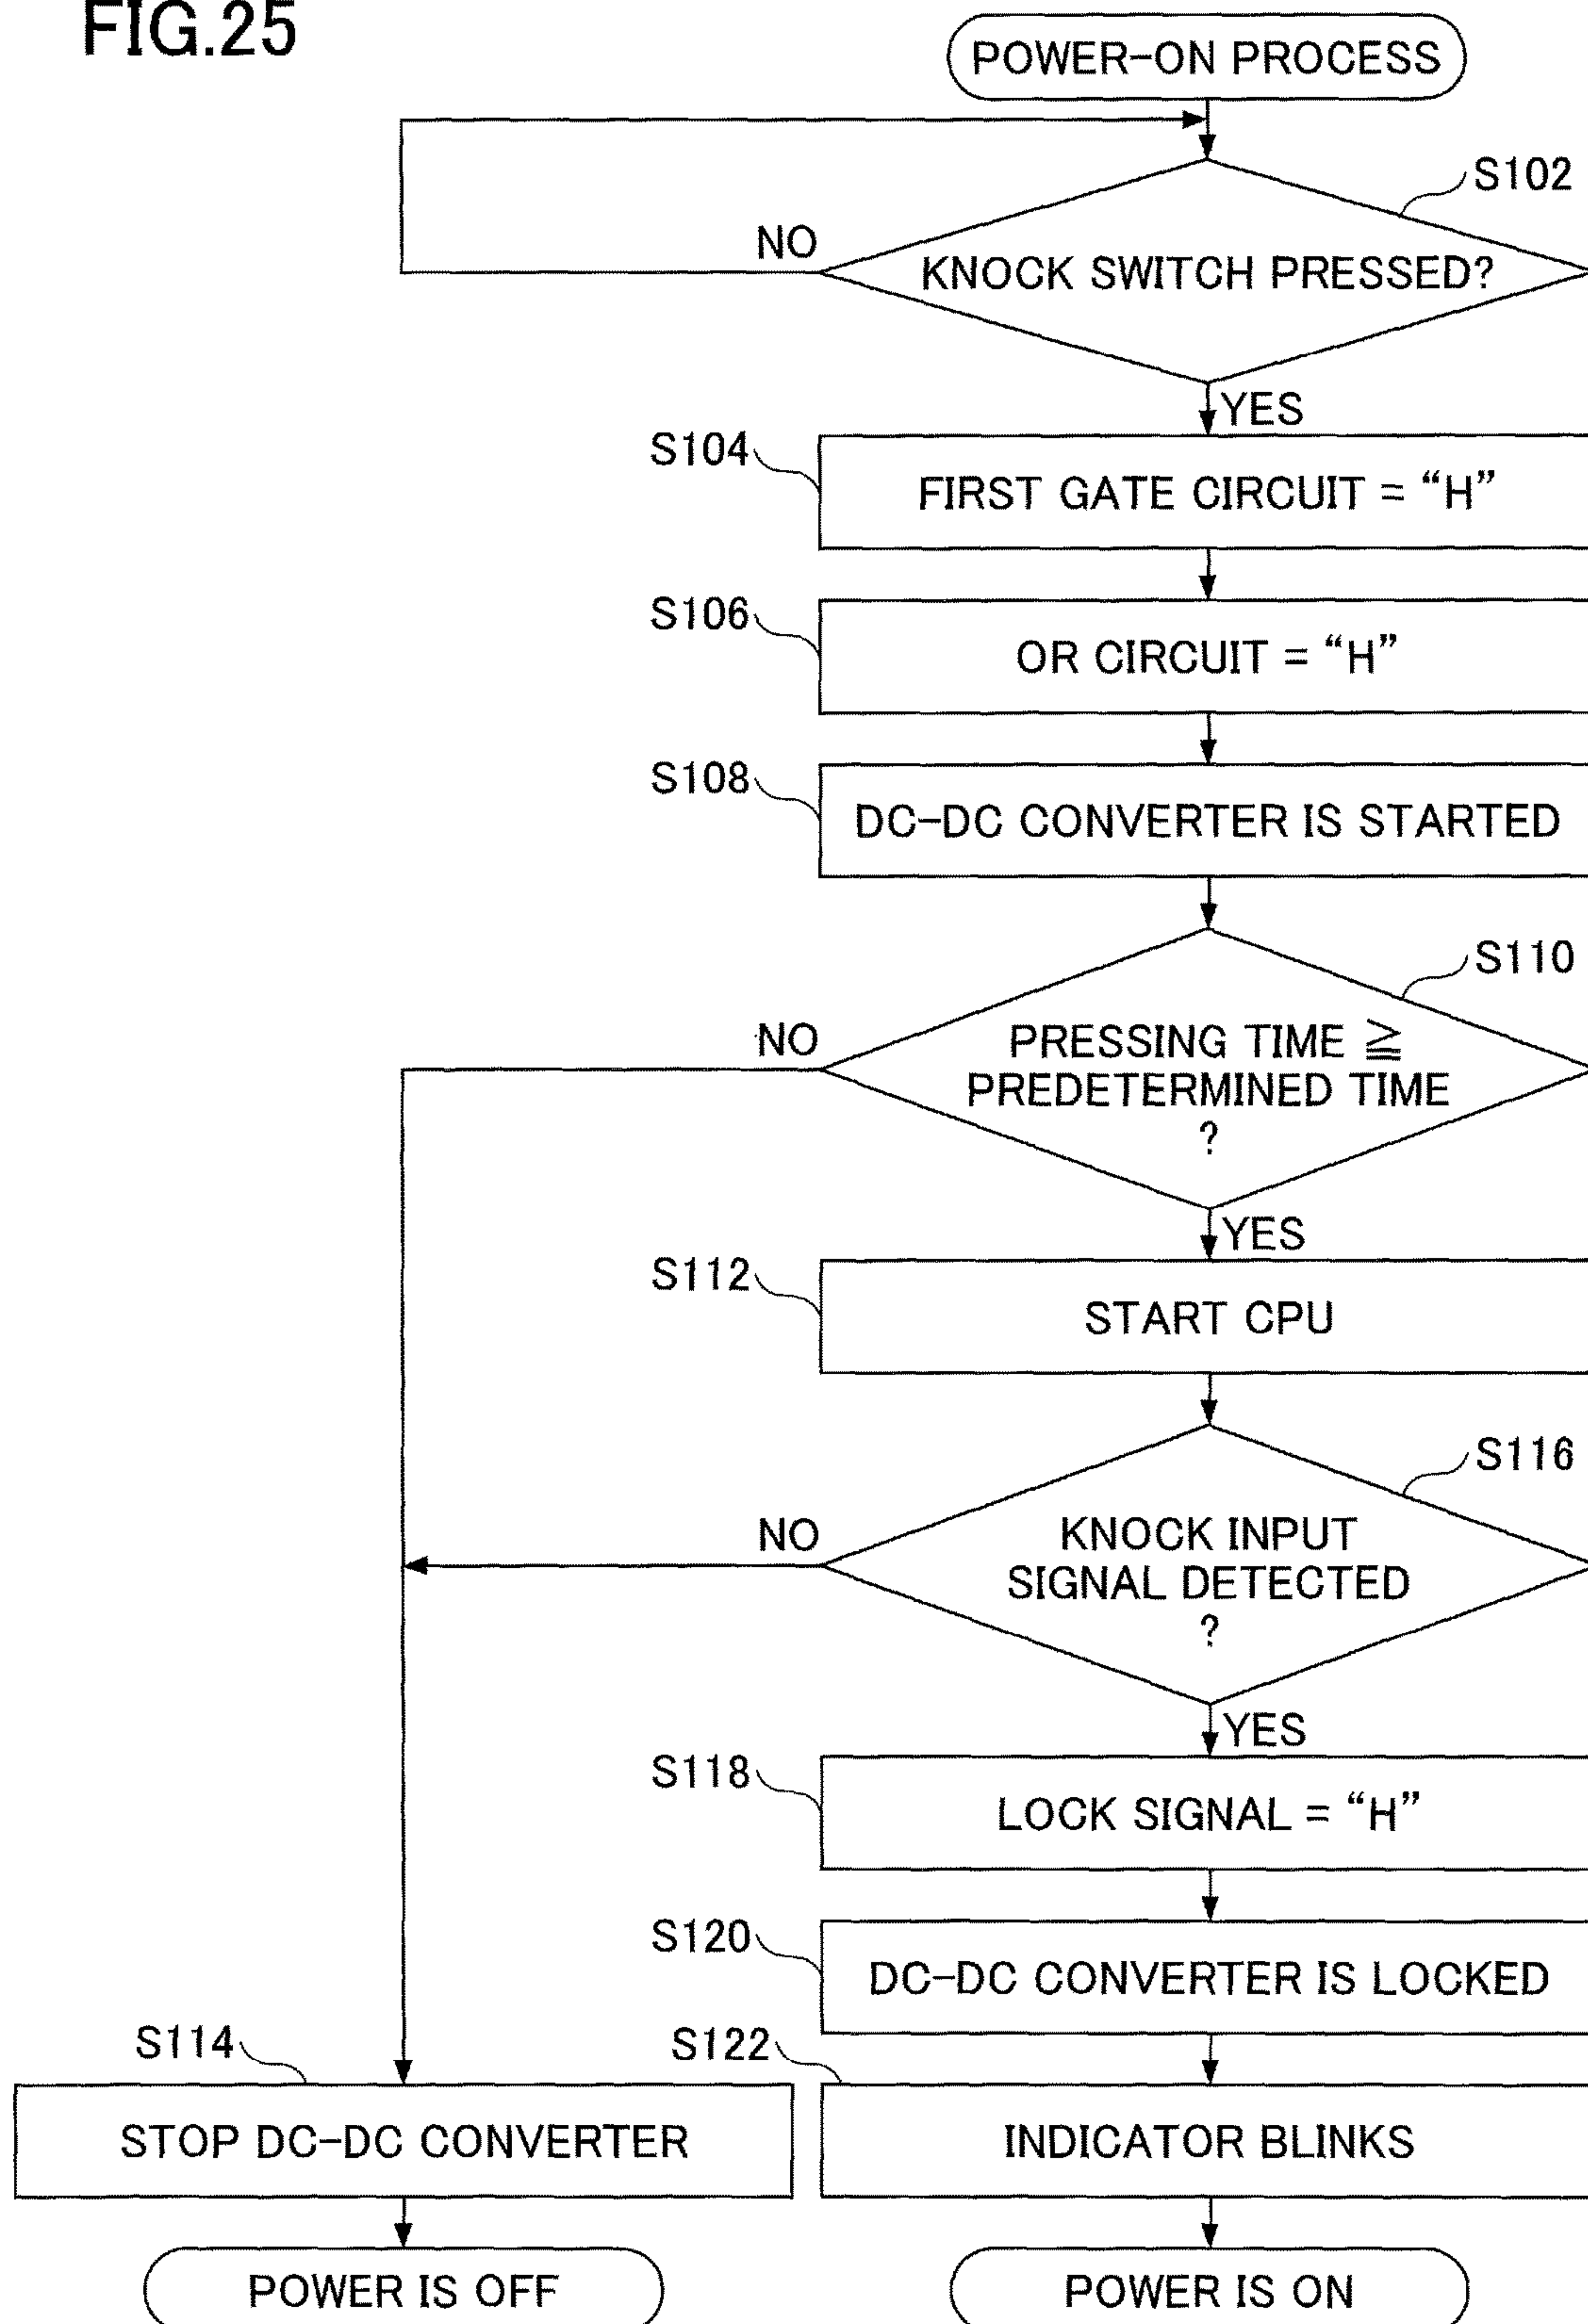 FIG.25
POWER-ON PROCESS
S102
NO
KNOCK SWITCH PRESSED?
YES
S104
FIRST GATE CIRCUIT = “H”
S106
OR CIRCUIT = “H”
S108
DC-DC CONVERTER IS STARTED
S110
NO
PRESSING TIME ≧
PREDETERMINED TIME
?
YES
S112
START CPU
S116
NO
KNOCK INPUT
SIGNAL DETECTED
?
YES
S118
LOCK SIGNAL = “H”
S120
DC-DC CONVERTER IS LOCKED
S114
S122
STOP DC-DC CONVERTER
INDICATOR BLINKS
POWER IS OFF
POWER IS ON